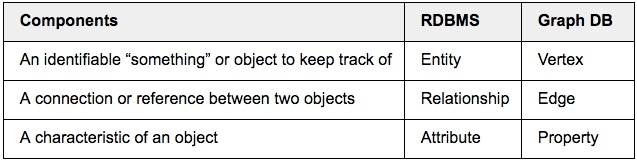 Components RDBMS Graph DB
An identifiable “something” or object to keep track of Entity Vertex
A connection or reference between two objects Relationship Edge
A characteristic of an object Attribute Property